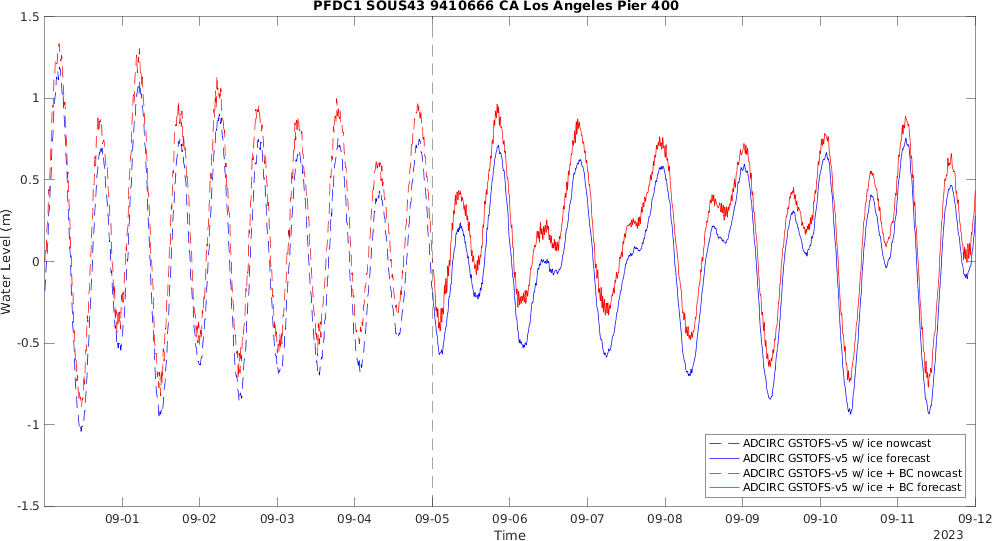 PFDC1 SOUS43 9410666 CA Los Angeles Pier 400
1.5
1
0.5
0
-0.5
-1
-1.5
Water Level (m)
09-01 09-02 09-03 09-04 09-05 09-06 09-07 09-08 09-09 09-10 09-11 09-12
Time
2023
ADCIRC GSTOFS-v5 w/ ice nowcast
ADCIRC GSTOFS-v5 w/ ice forecast
ADCIRC GSTOFS-v5 w/ ice + BC nowcast
ADCIRC GSTOFS-v5 w/ ice + BC forecast